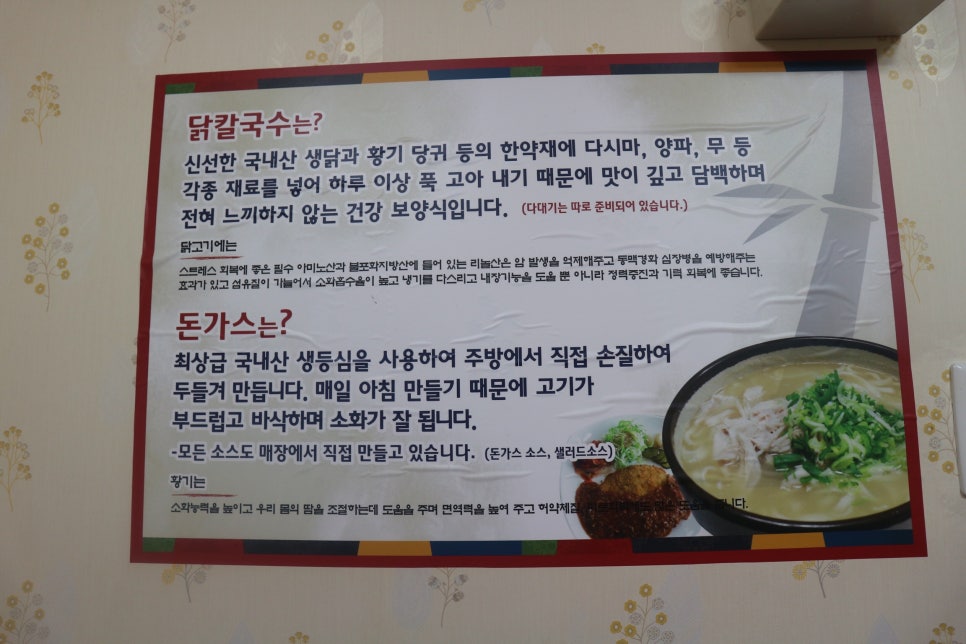 닭칼국수는?
신선한 국내산 생닭과 황기 당귀 등의 한약재에 다시마, 양파, 무 등
각종 재료를 넣어 하루 이상 푹 고아 내기 때문에 맛이 깊고 담백하며
전혀 느끼하지 않는 건강 보양식입니다. (다대기는 따로 준비되어 있습니다.)
닭고기에는
스트레스 회복에 좋은 필수 아미노산과 불포화지방산에 들어 있는 리놀산은 암 발생을 억제해주고 동맥경화 심장병을 예방해주는
효과가 있고 섬유질이 가늘어서 소화흡수율이 높고 냉기를 다스리고 내장기능을 도울 뿐 아니라 정력증진과 기력 회복에 좋습니다.
돈가스는?
최상급 국내산 생등심을 사용하여 주방에서 직접 손질하여
두들겨 만듭니다. 매일 아침 만들기 때문에 고기가
부드럽고 바삭하며 소화가 잘 됩니다.
-모든 소스도 매장에서 직접 만들고 있습니다. (돈가스 소스, 샐러드소스)
황기는
소화능력을 높이고 우리 몸의 땀을 조절하는데 도움을 주며 면역력을 높여 주고 허약체질